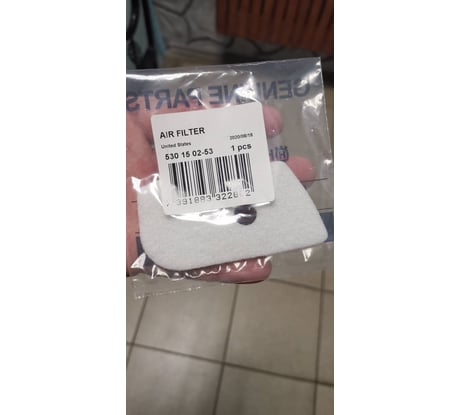 GENUINE PARTS
AIR FILTER
United States
2020/08/18
530 15 02-53
1 pcs